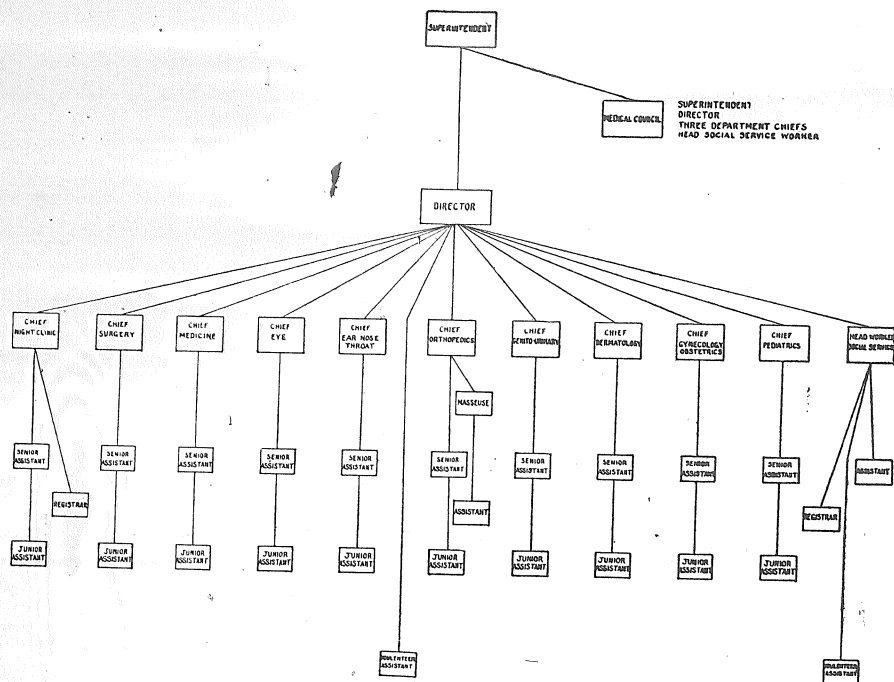 SUPERINTENDENT
MEDICAL COUNCIL
SUPERINTENDENT
DIRECTOR
THREE DEPARTMENT CHIEFS
HEAD SOCIAL SERVICE WORKER
DIRECTOR
CHIEF
NIGHT CLINIC
CHIEF
SURGERY
CHIEF
MEDICINE
CHIEF
EYE
CHIEF
EAR NOSE
THROAT
CHIEF
ORTHOPEDICS
CHIEF
GENITO-URINARY
CHIEF
DERMATOLOGY
CHIEF
GYNECOLOGY
OBSTETRICS
CHIEF
PEDIATRICS
HEAD WORKER
SOCIAL SERVICE
MASSEUSE
SENIOR
ASSISTANT
SENIOR
ASSISTANT
SENIOR
ASSISTANT
SENIOR
ASSISTANT
SENIOR
ASSISTANT
SENIOR
ASSISTANT
SENIOR
ASSISTANT
SENIOR
ASSISTANT
SENIOR
ASSISTANT
SENIOR
ASSISTANT
ASSISTANT
REGISTRAR
ASSISTANT
REGISTRAR
JUNIOR
ASSISTANT
JUNIOR
ASSISTANT
JUNIOR
ASSISTANT
JUNIOR
ASSISTANT
JUNIOR
ASSISTANT
JUNIOR
ASSISTANT
JUNIOR
ASSISTANT
JUNIOR
ASSISTANT
JUNIOR
ASSISTANT
JUNIOR
ASSISTANT
VOULENTEER
ASSISTANT
VOULENTEER
ASSISTANT